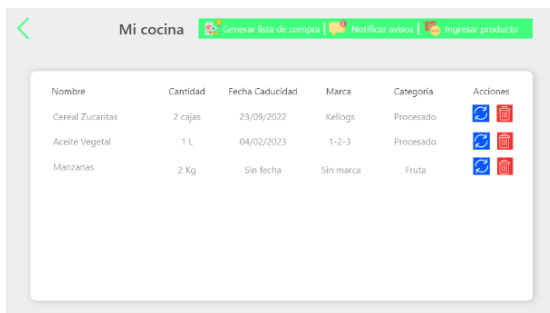 Mi cocina Generar lista de compra | Notificar avisos | Ingresar producto
Nombre Cantidad Fecha Caducidad Marca Categoría Acciones
Cereal Zucaritas 2 cajas 23/09/2022 Kellogs Procesado
Aceite Vegetal 1 L 04/02/2023 1-2-3 Procesado
Manzanas 2 Kg Sin fecha Sin marca Fruta